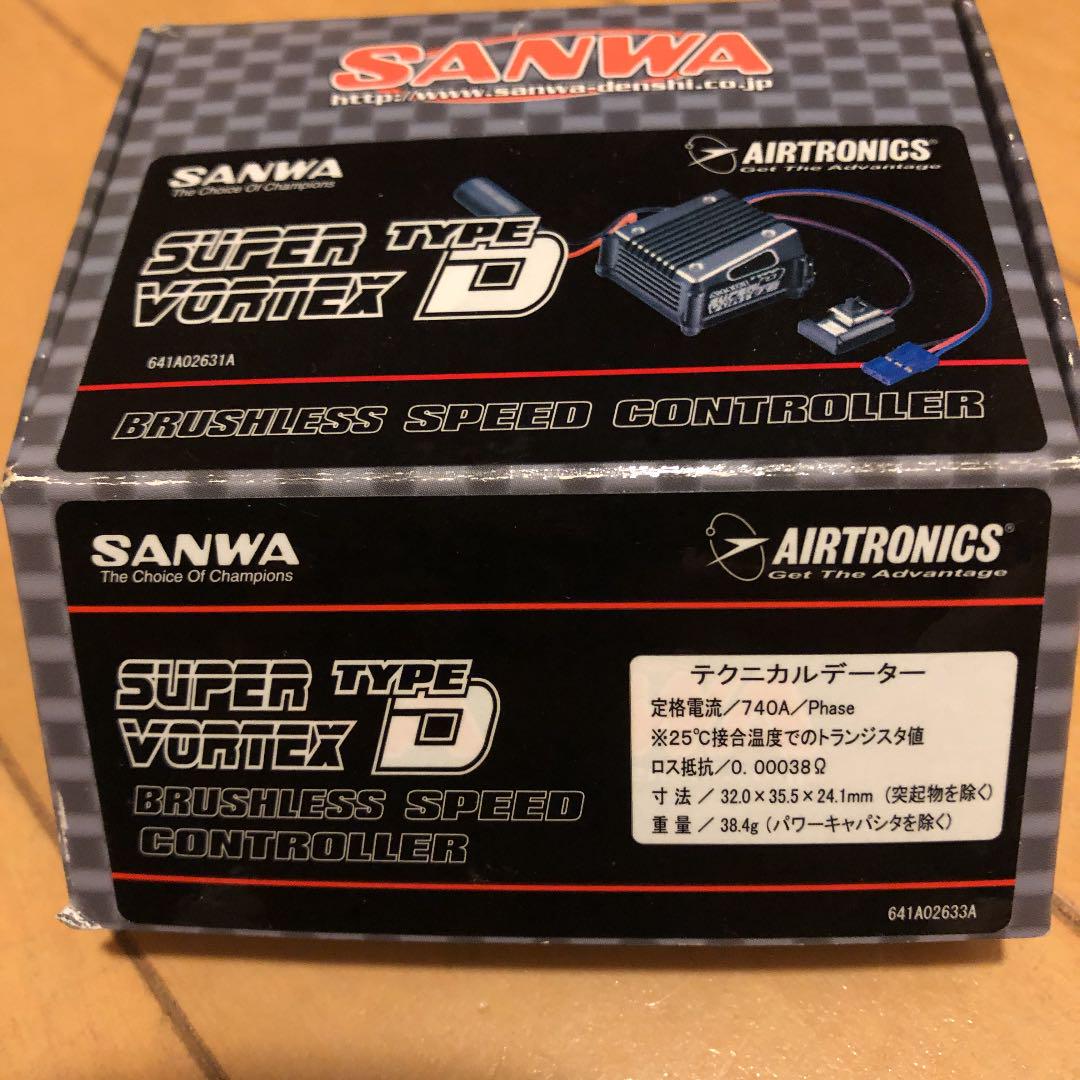 SANWA
http://www.sanwa-denshi.co.jp
SANWA
The Choice Of Champions
AIRTRONICS®
Get The Advantage
SUPER
VORTEX
TYPE
D
641A02631A
BRUSHLESS SPEED CONTROLLER
SANWA
The Choice Of Champions
AIRTRONICS®
Get The Advantage
SUPER
VORTEX
TYPE
D
BRUSHLESS SPEED
CONTROLLER
テクニカルデーター
定格電流／740A／Phase
※25℃接合温度でのトランジスタ値
ロス抵抗／0. 00038Ω
寸 法 ／ 32.0×35.5×24.1mm (突起物を除く)
重 量 ／ 38.4g (パワーキャパシタを除く)
641A02633A